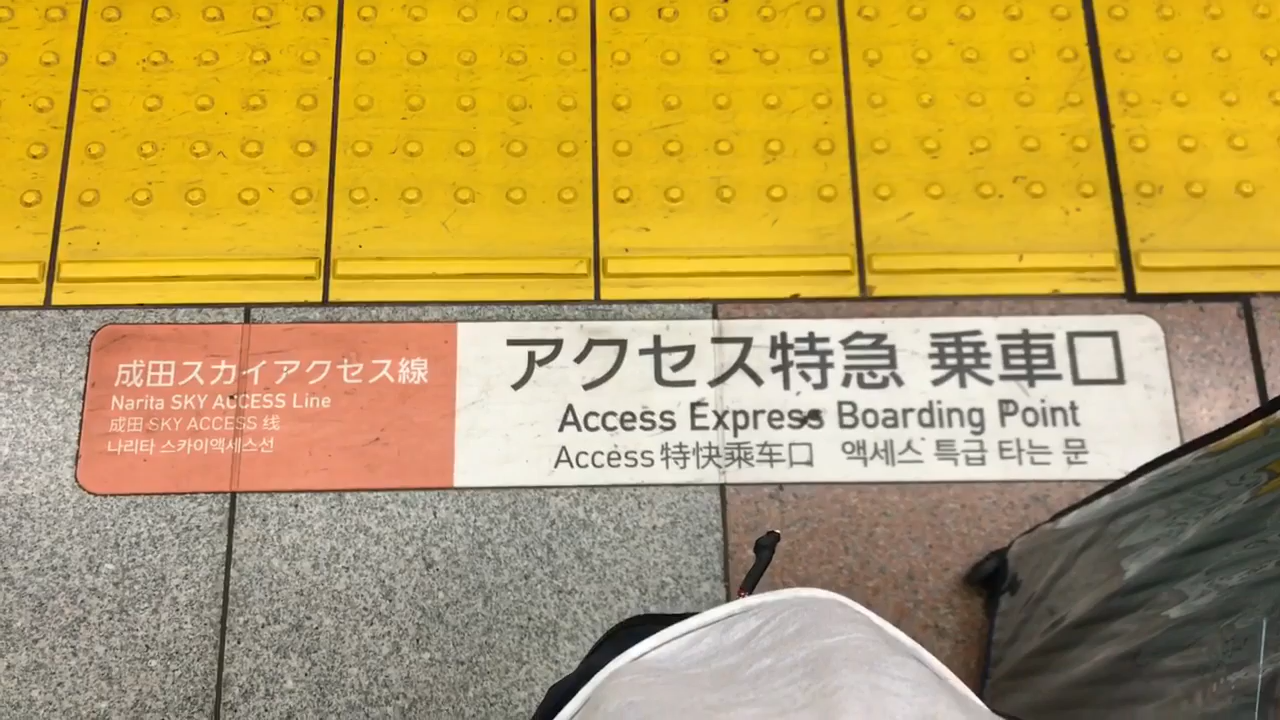 成田スカイアクセス線
Narita SKY ACCESS Line
成田 SKY ACCESS 线
나리타 스카이액세스선
アクセス特急 乗車口
Access Express Boarding Point
Access 特快乘车口 액세스 특급 타는 문